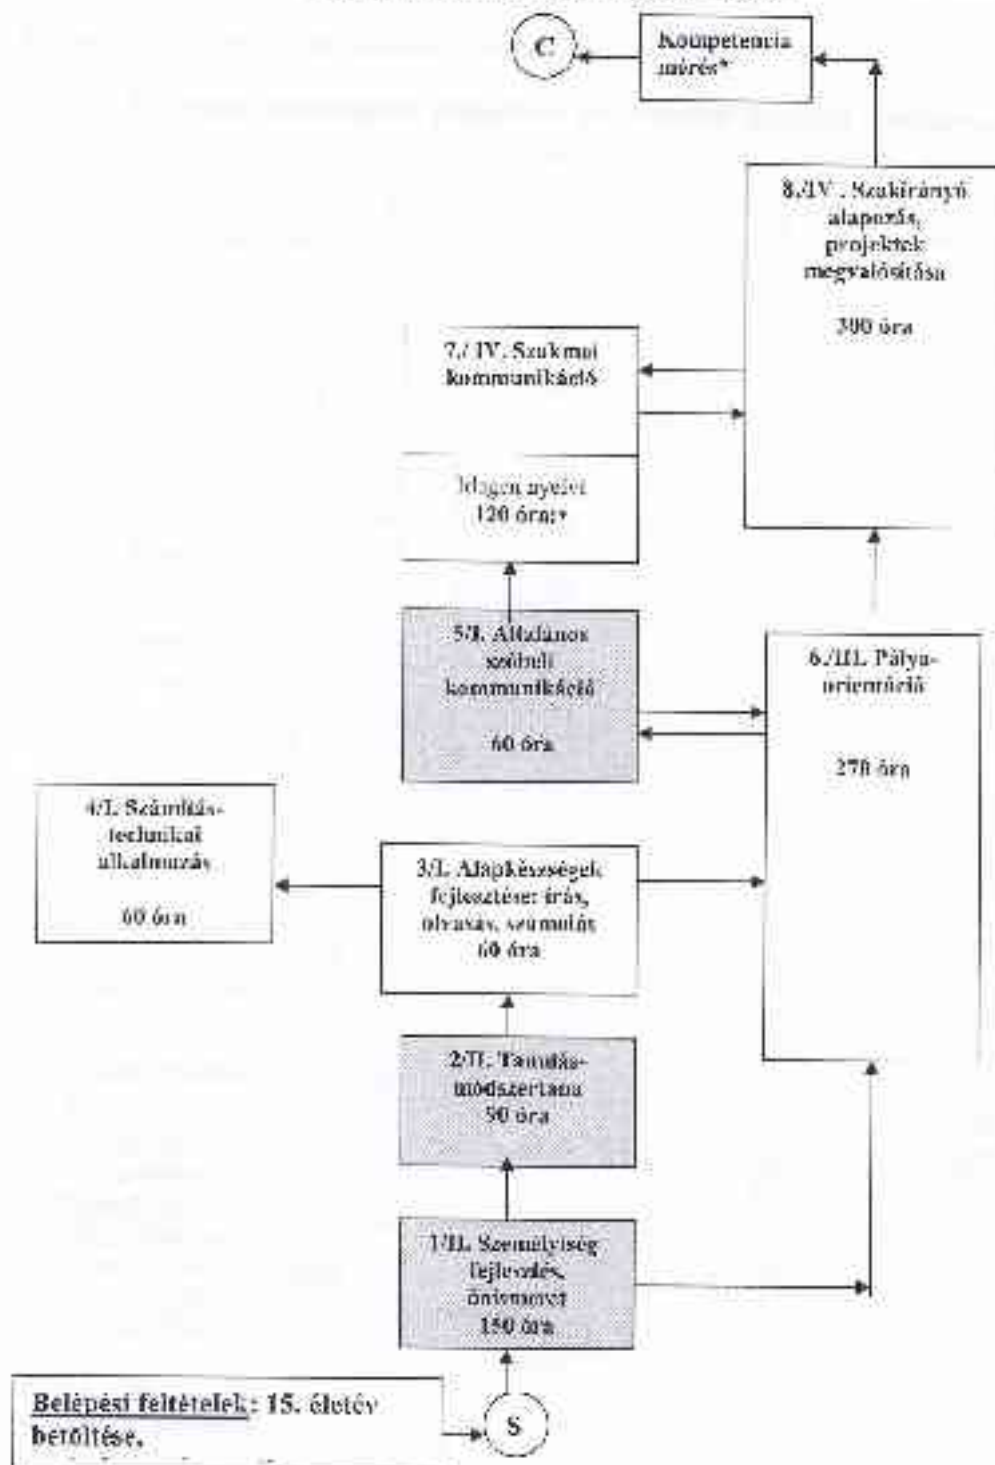 C
Kompetencia
mérés*
8./IV. Szakirányú
alapozás,
projektek
megvalósítása
300 óra
7./ IV. Szakmai
kommunikáció
Idegen nyelvi
120 óra:*
5/I. Általános
szóbeli
kommunikáció
60 óra
6./III. Pálya-
orientáció
270 óra
4/I. Számítás-
technikai
alkalmazás
60 óra
3/I. Alapkészségek
fejlesztése: írás,
olvasás, számolás
60 óra
2/II. Tanulás-
módszertana
90 óra
1/II. Személyiség
fejlesztés,
önismeret
150 óra
Belépési feltételek: 15. életév
betöltése.
S